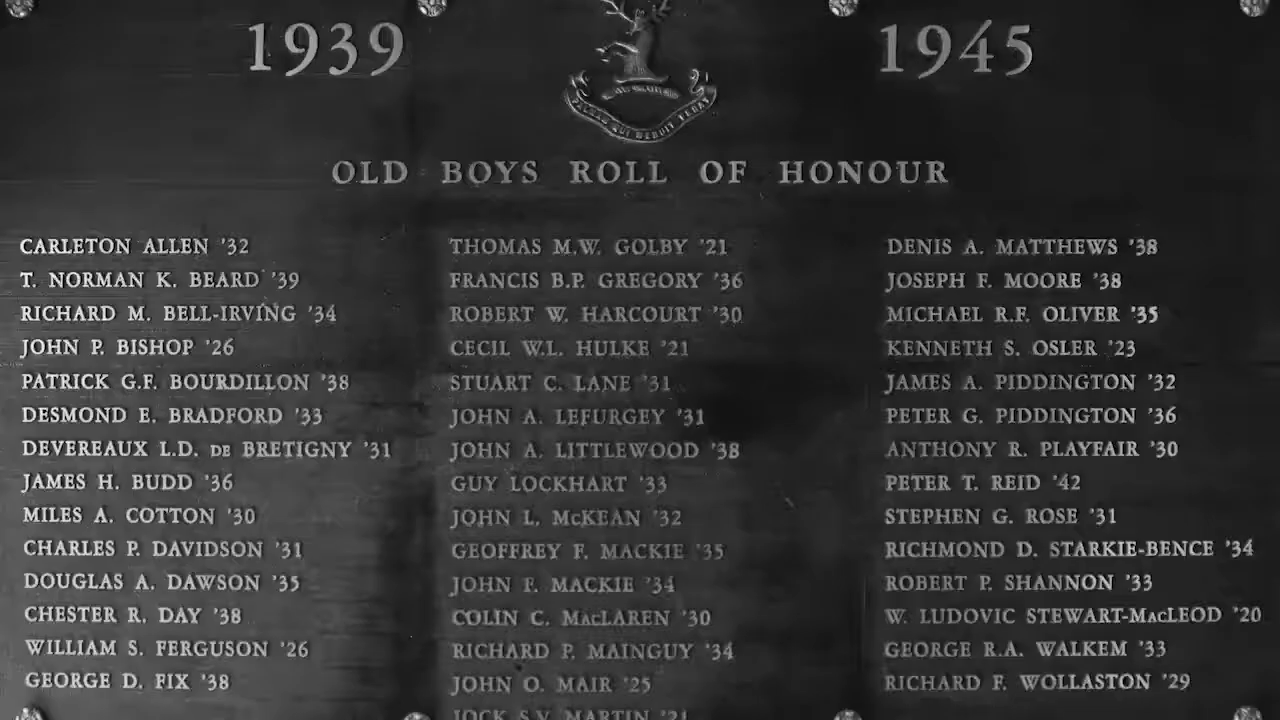 1939
1945
PALMAM QUI MERUIT FERAT
OLD BOYS ROLL OF HONOUR
CARLETON ALLEN '32
T. NORMAN K. BEARD '39
RICHARD M. BELL-IRVING '34
JOHN P. BISHOP '26
PATRICK G.F. BOURDILLON '38
DESMOND E. BRADFORD '33
DEVEREAUX L.D. DE BRETIGNY '31
JAMES H. BUDD '36
MILES A. COTTON '30
CHARLES P. DAVIDSON '31
DOUGLAS A. DAWSON '35
CHESTER R. DAY '38
WILLIAM S. FERGUSON '26
GEORGE D. FIX '38
THOMAS M.W. GOLBY '21
FRANCIS B.P. GREGORY '36
ROBERT W. HARCOURT '30
CECIL W.L. HULKE '21
STUART C. LANE '31
JOHN A. LEFURGEY '31
JOHN A. LITTLEWOOD '38
GUY LOCKHART '33
JOHN L. McKEAN '32
GEOFFREY F. MACKIE '35
JOHN F. MACKIE '34
COLIN C. MacLAREN '30
RICHARD P. MAINGUY '34
JOHN O. MAIR '25
JOCK S.V. MARTIN '21
DENIS A. MATTHEWS '38
JOSEPH F. MOORE '38
MICHAEL R.F. OLIVER '35
KENNETH S. OSLER '23
JAMES A. PIDDINGTON '32
PETER G. PIDDINGTON '36
ANTHONY R. PLAYFAIR '30
PETER T. REID '42
STEPHEN G. ROSE '31
RICHMOND D. STARKIE-BENCE '34
ROBERT P. SHANNON '33
W. LUDOVIC STEWART-MacLEOD '20
GEORGE R.A. WALKEM '33
RICHARD F. WOLLASTON '29